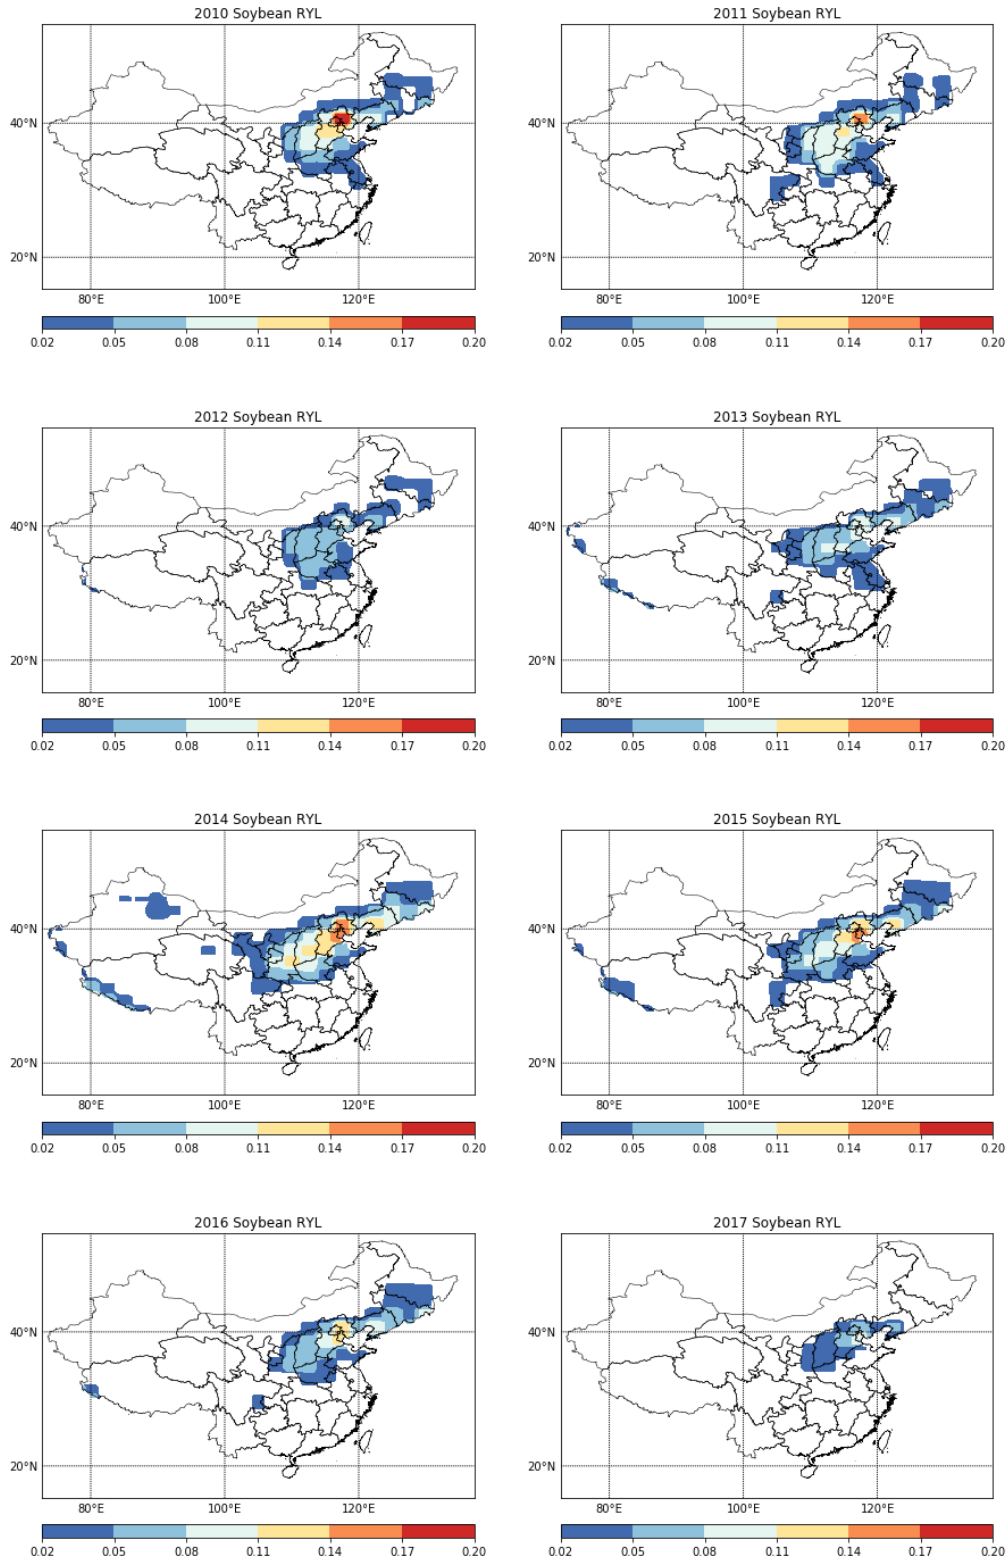 2010 Soybean RYL
2011 Soybean RYL
40°N
40°N
20°N
20°N
80°E 100°E 120°E
80°E 100°E 120°E
0.02 0.05 0.08 0.11 0.14 0.17 0.20
0.02 0.05 0.08 0.11 0.14 0.17 0.20
2012 Soybean RYL
2013 Soybean RYL
40°N
40°N
20°N
20°N
80°E 100°E 120°E
80°E 100°E 120°E
0.02 0.05 0.08 0.11 0.14 0.17 0.20
0.02 0.05 0.08 0.11 0.14 0.17 0.20
2014 Soybean RYL
2015 Soybean RYL
40°N
40°N
20°N
20°N
80°E 100°E 120°E
80°E 100°E 120°E
0.02 0.05 0.08 0.11 0.14 0.17 0.20
0.02 0.05 0.08 0.11 0.14 0.17 0.20
2016 Soybean RYL
2017 Soybean RYL
40°N
40°N
20°N
20°N
80°E 100°E 120°E
80°E 100°E 120°E
0.02 0.05 0.08 0.11 0.14 0.17 0.20
0.02 0.05 0.08 0.11 0.14 0.17 0.20